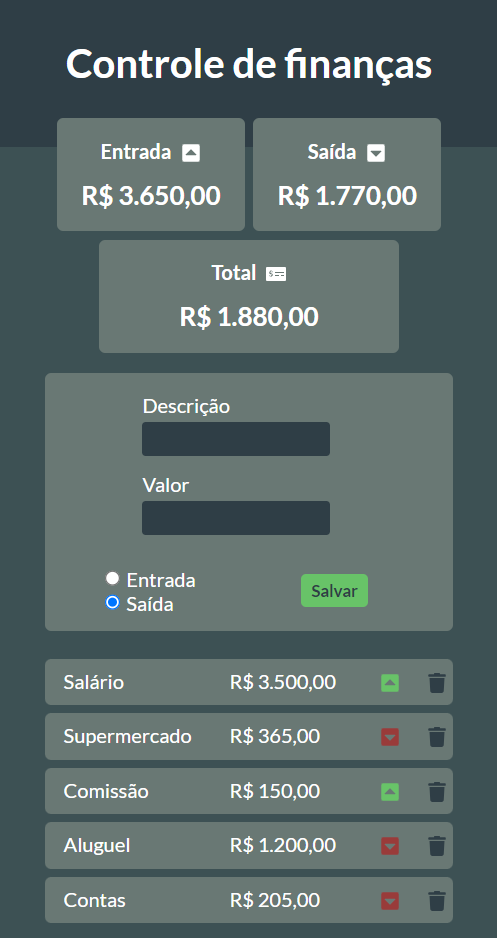 Controle de finanças
Entrada
R$ 3.650,00
Saída
R$ 1.770,00
Total
R$ 1.880,00
Descrição
Valor
Entrada
Saída
Salvar
Salário R$ 3.500,00
Supermercado R$ 365,00
Comissão R$ 150,00
Aluguel R$ 1.200,00
Contas R$ 205,00